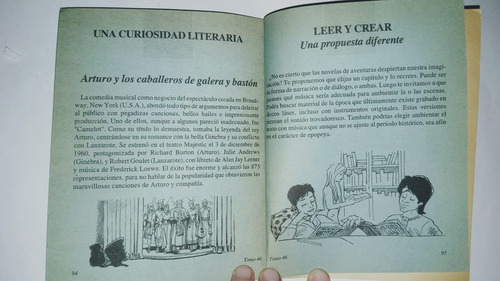 UNA CURIOSIDAD LITERARIA
Arturo y los caballeros de galera y bastón
La comedia musical como negocio del espectáculo creada en Broad-
way. New York (U.S.A.), abordó todo tipo de argumentos para deleitar
al público con pegadizas canciones, bellos bailes e impresionante
producción. Uno de ellos, aunque a algunos pareció inadecuado. Fue
"Camelot". Como su título lo demuestra, tomaba la leyenda del rey
Arturo, centrándose en su romance con la bella Ginebra y su conflicto
con Lanzarote. Se estrenó en el teatro Majestic el 3 de diciembre de
1960, protagonizada por Richard Burton (Arturo), Julie Andrews
(Ginebra), y Robert Goulet (Lanzarote), con libreto de Alan Jay Lerner
y música de Frederick Loewe. El éxito fue enorme y alcanzó las 873
representaciones, para no hablar de la popularidad que obtuvieron las
maravillosas canciones de Arturo y compañía.
94
Tomo 46
LEER Y CREAR
Una propuesta diferente
¿No es cierto que las novelas de aventuras despiertan nuestra imagi-
nación? Te proponemos que elijas un capítulo y lo recrees. Puede ser
en forma de narración o de diálogo, o ambas. Luego te invitamos a
que pienses qué música sería adecuada para ambientarla o las escenas.
Podés buscar material de la época que últimamente existe grabado en
discos láser, incluso con instrumentos originales. Estas versiones
recrean el sonido trovadoresco. También podrías elegir ambientar el
texto con música que aunque no se ajuste al período histórico, sea afín
con el carácter de epopeya.
Tomo 46
95